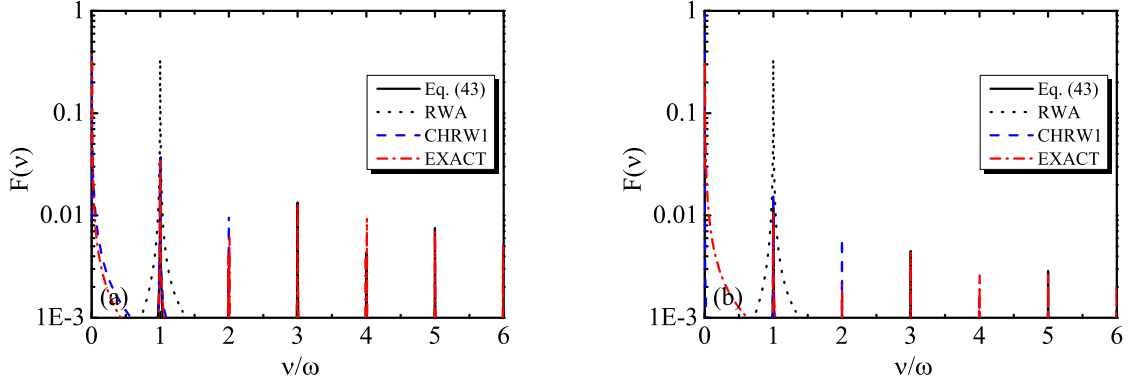 1
0.1
0.01
1E-3
F(ν)
Eq. (43)
RWA
CHRW1
EXACT
(a)
0 1 2 3 4 5 6
ν/ω
1
0.1
0.01
1E-3
F(ν)
Eq. (43)
RWA
CHRW1
EXACT
(b)
0 1 2 3 4 5 6
ν/ω